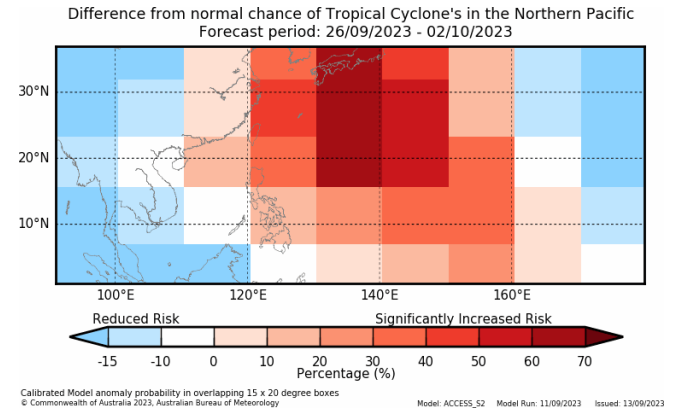 Difference from normal chance of Tropical Cyclone's in the Northern Pacific
Forecast period: 26/09/2023 - 02/10/2023
30°N
20°N
10°N
100°E 120°E 140°E 160°E
Reduced Risk Significantly Increased Risk
-15 -10 0 10 20 30 40 50 60 70
Percentage (%)
Calibrated Model anomaly probability in overlapping 15 x 20 degree boxes
© Commonwealth of Australia 2023, Australian Bureau of Meteorology Model: ACCESS_S2 Model Run: 11/09/2023 Issued: 13/09/2023